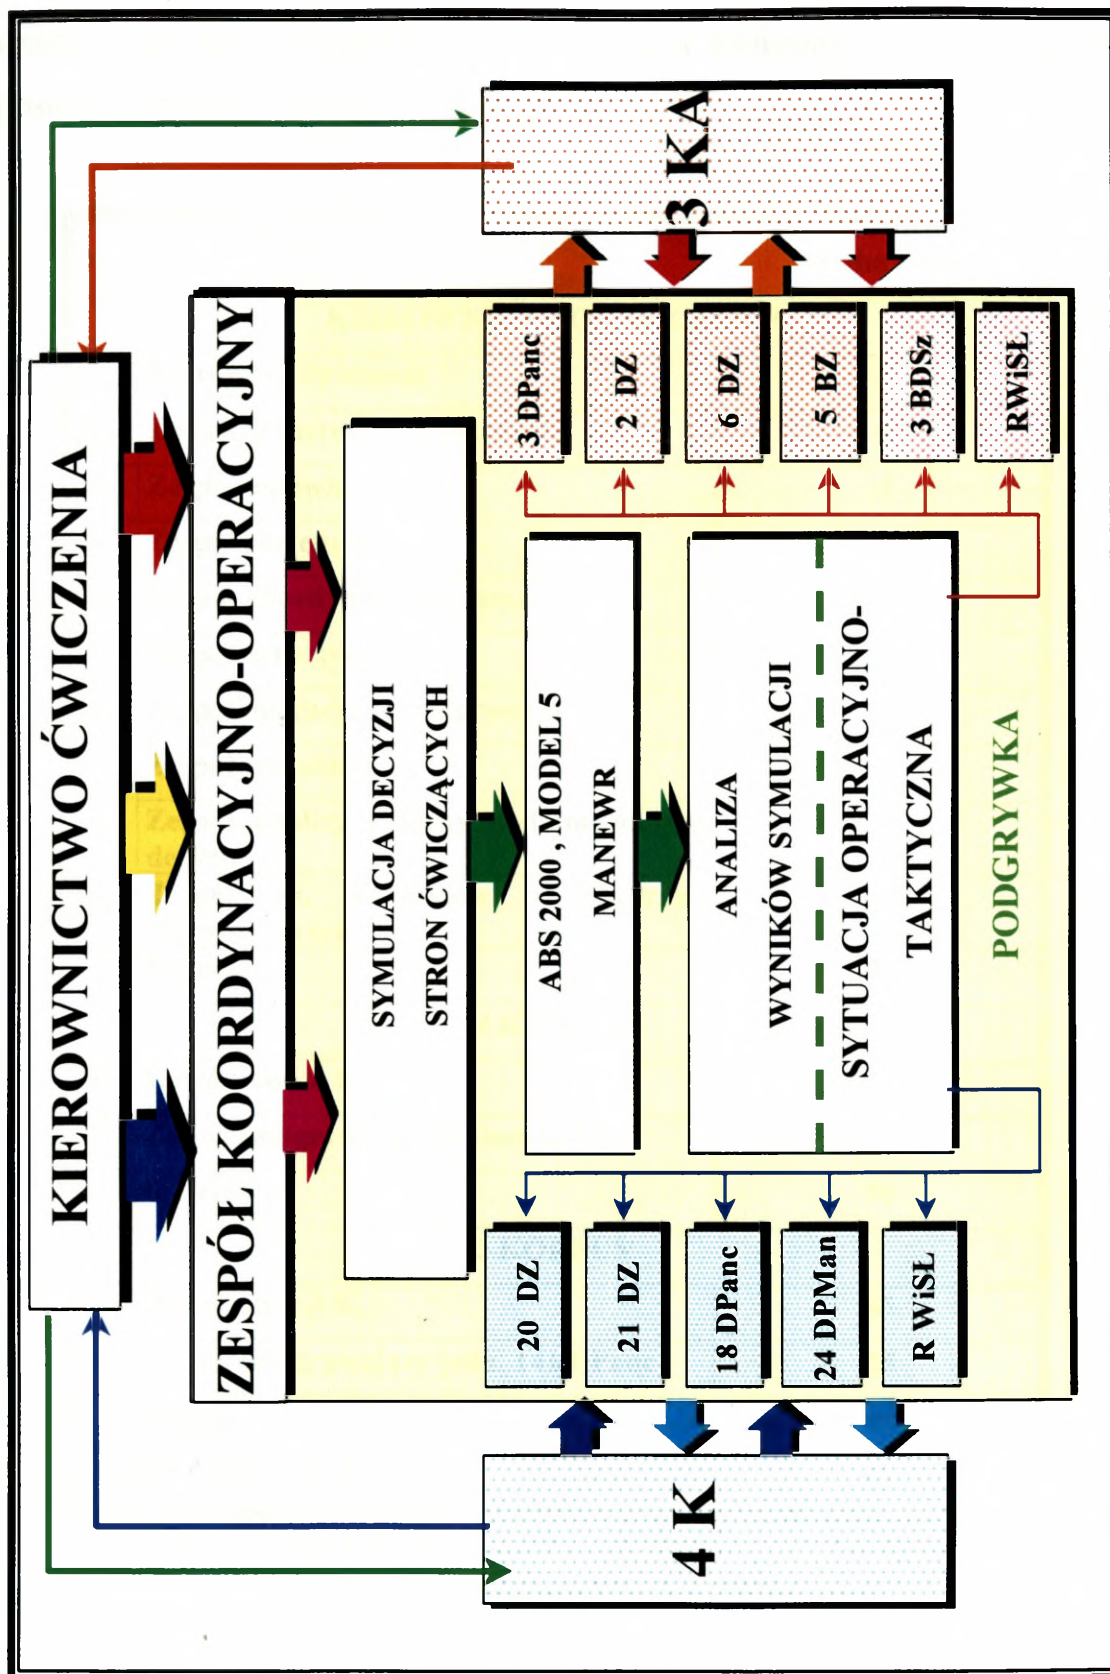 KIEROWNICTWO ĆWICZENIA
ZESPÓŁ KOORDYNACYJNO-OPERACYJNY
SYMULACJA DECYZJI
STRON ĆWICZĄCYCH
ABS 2000 , MODEL 5
MANEWR
ANALIZA
WYNIKÓW SYMULACJI
SYTUACJA OPERACYJNO-
TAKTYCZNA
PODGRYWKA
4 K
20 DZ
21 DZ
18 DPanc
24 DPMan
R WiSŁ
3 DPanc
2 DZ
6 DZ
5 BZ
3 BDSz
RWiSŁ
3 KA